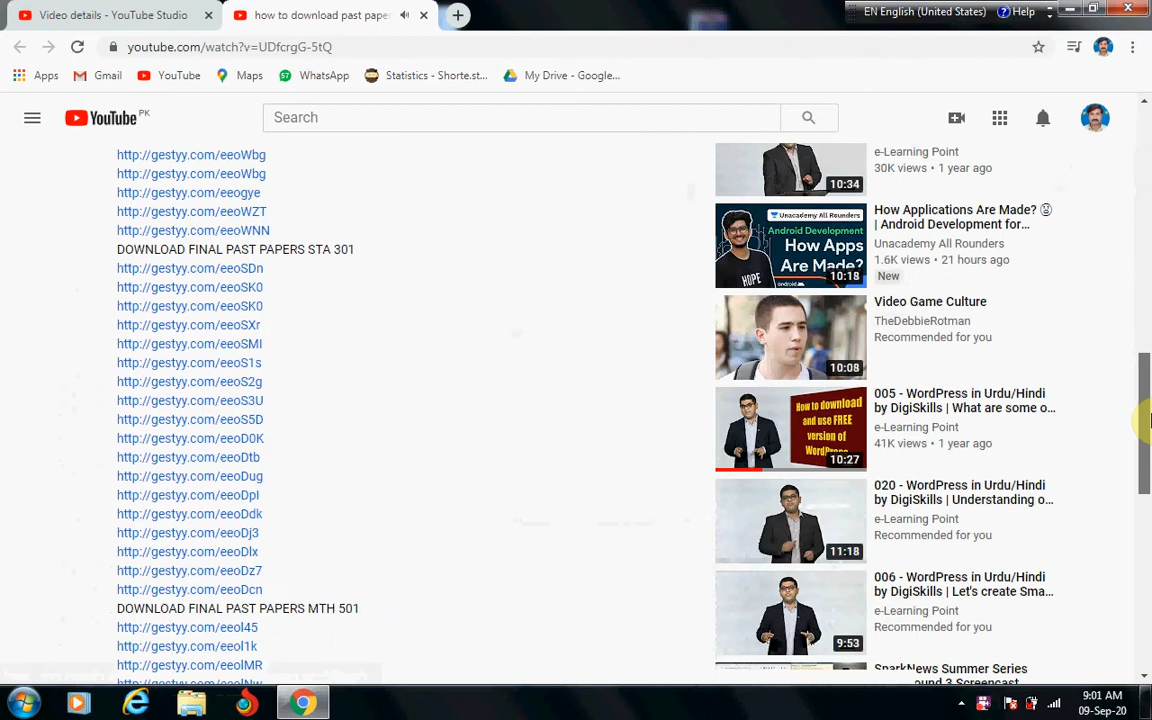 Video details - YouTube Studio
how to download past pape
EN English (United States)
Help
youtube.com/watch?v=UDfcrgG-5tQ
Apps
Gmail
YouTube
Maps
WhatsApp
Statistics - Shorte.st...
My Drive - Google...
YouTube PK
Search
http://gestyy.com/eeoWbg
http://gestyy.com/eeoWbg
http://gestyy.com/eeogye
http://gestyy.com/eeoWZT
http://gestyy.com/eeoWNN
DOWNLOAD FINAL PAST PAPERS STA 301
http://gestyy.com/eeoSDn
http://gestyy.com/eeoSK0
http://gestyy.com/eeoSK0
http://gestyy.com/eeoSXr
http://gestyy.com/eeoSMI
http://gestyy.com/eeoS1s
http://gestyy.com/eeoS2g
http://gestyy.com/eeoS3U
http://gestyy.com/eeoS5D
http://gestyy.com/eeoD0K
http://gestyy.com/eeoDtb
http://gestyy.com/eeoDug
http://gestyy.com/eeoDpI
http://gestyy.com/eeoDdk
http://gestyy.com/eeoDj3
http://gestyy.com/eeoDlx
http://gestyy.com/eeoDz7
http://gestyy.com/eeoDcn
DOWNLOAD FINAL PAST PAPERS MTH 501
http://gestyy.com/eeoI45
http://gestyy.com/eeoI1k
http://gestyy.com/eeoIMR
10:34
e-Learning Point
30K views • 1 year ago
Unacademy All Rounders
Android Development
How Apps
Are Made?
HOPE
android
10:18
How Applications Are Made? 😧
| Android Development for...
Unacademy All Rounders
1.6K views • 21 hours ago
New
10:08
Video Game Culture
TheDebbieRotman
Recommended for you
How to download
and use FREE
version of
WordPress
10:27
005 - WordPress in Urdu/Hindi
by DigiSkills | What are some o...
e-Learning Point
41K views • 1 year ago
11:18
020 - WordPress in Urdu/Hindi
by DigiSkills | Understanding o...
e-Learning Point
Recommended for you
9:53
006 - WordPress in Urdu/Hindi
by DigiSkills | Let's create Sma...
e-Learning Point
Recommended for you
SparkNews Summer Series
ound 3 Screencast
9:01 AM
09-Sep-20